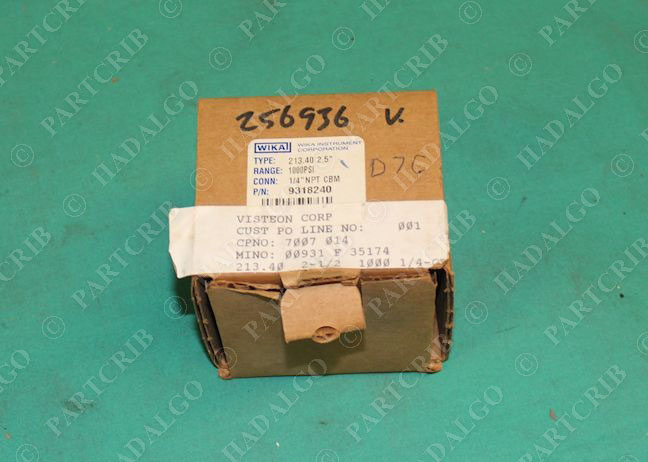 256936 V.
WIKAI WIKA INSTRUMENT
CORPORATION
TYPE: 213.40 2.5"
RANGE: 1000PSI
CONN: 1/4" NPT CBM
P/N: 9318240
D7C
VISTEON CORP
CUST PO LINE NO: 001
CPNO: 7007 014
MINO: 00931 F 35174
213.40 2-1/2 1000 1/4-
© HADALGO
PARTCRIB